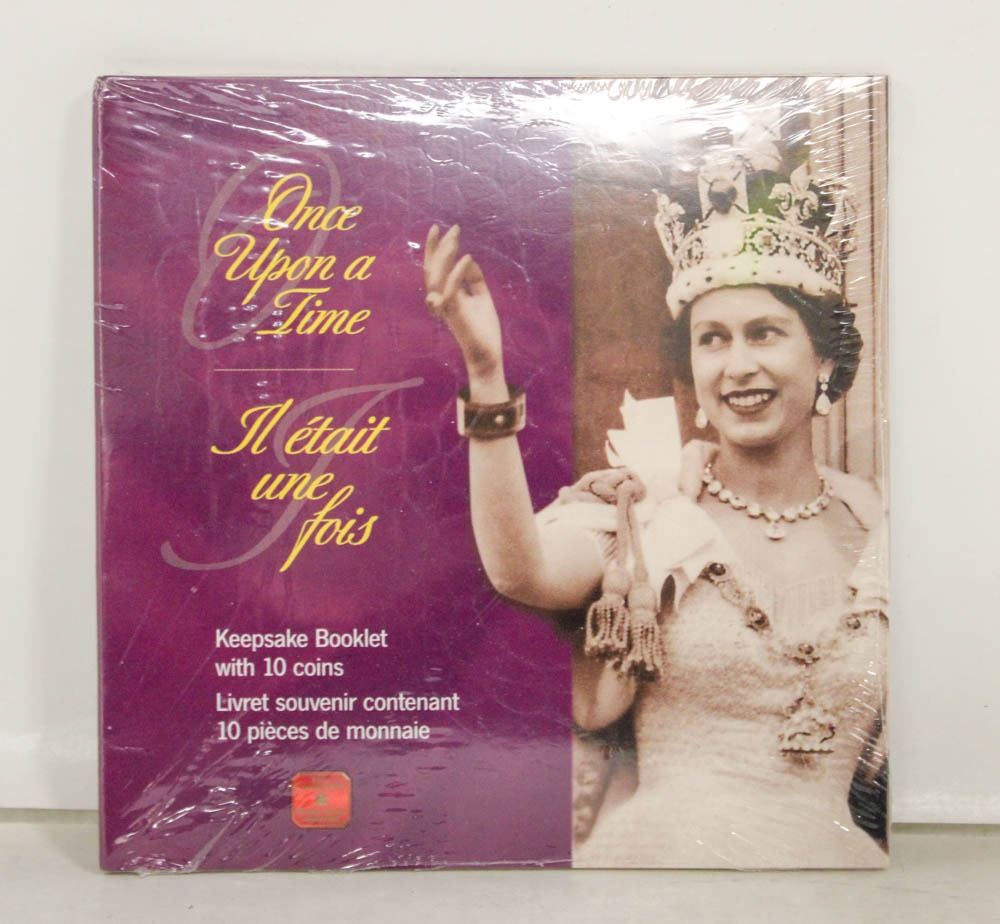 Once
Upon a
Time
Il était
une
fois
Keepsake Booklet
with 10 coins
Livret souvenir contenant
10 pièces de monnaie